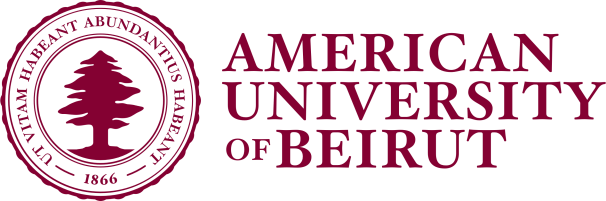 UT VITAM HABEANT ABUNDANTIUS HABEANT
1866
AMERICAN
UNIVERSITY
OF BEIRUT